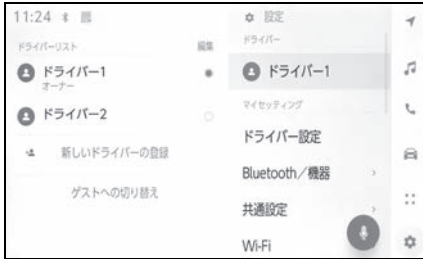 11:24
ドライバーリスト
編集
ドライバー1
オーナー
ドライバー2
新しいドライバーの登録
ゲストへの切り替え
設定
ドライバー
ドライバー1
マイセッティング
ドライバー設定
Bluetooth／機器
共通設定
Wi-Fi